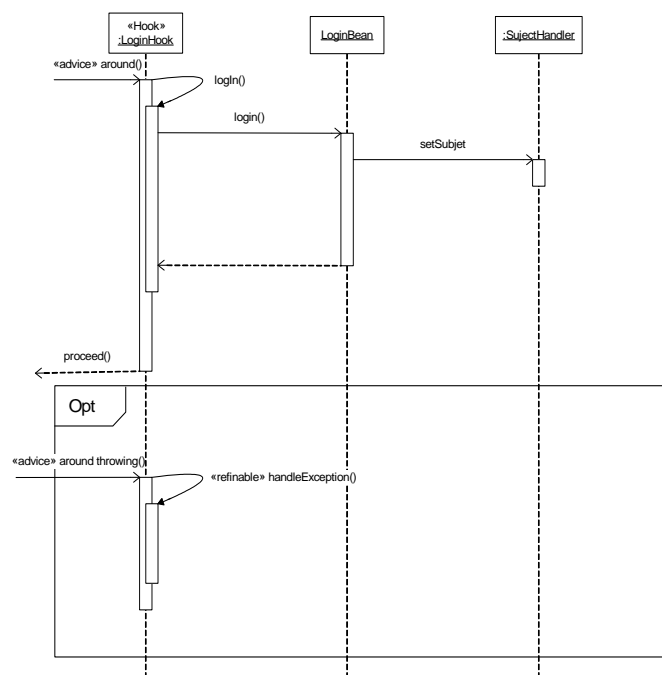 «Hook»
:LoginHook
LoginBean
:SujectHandler
«advice» around()
logIn()
login()
setSubjet
proceed()
Opt
«advice» around throwing()
«refinable» handleException()